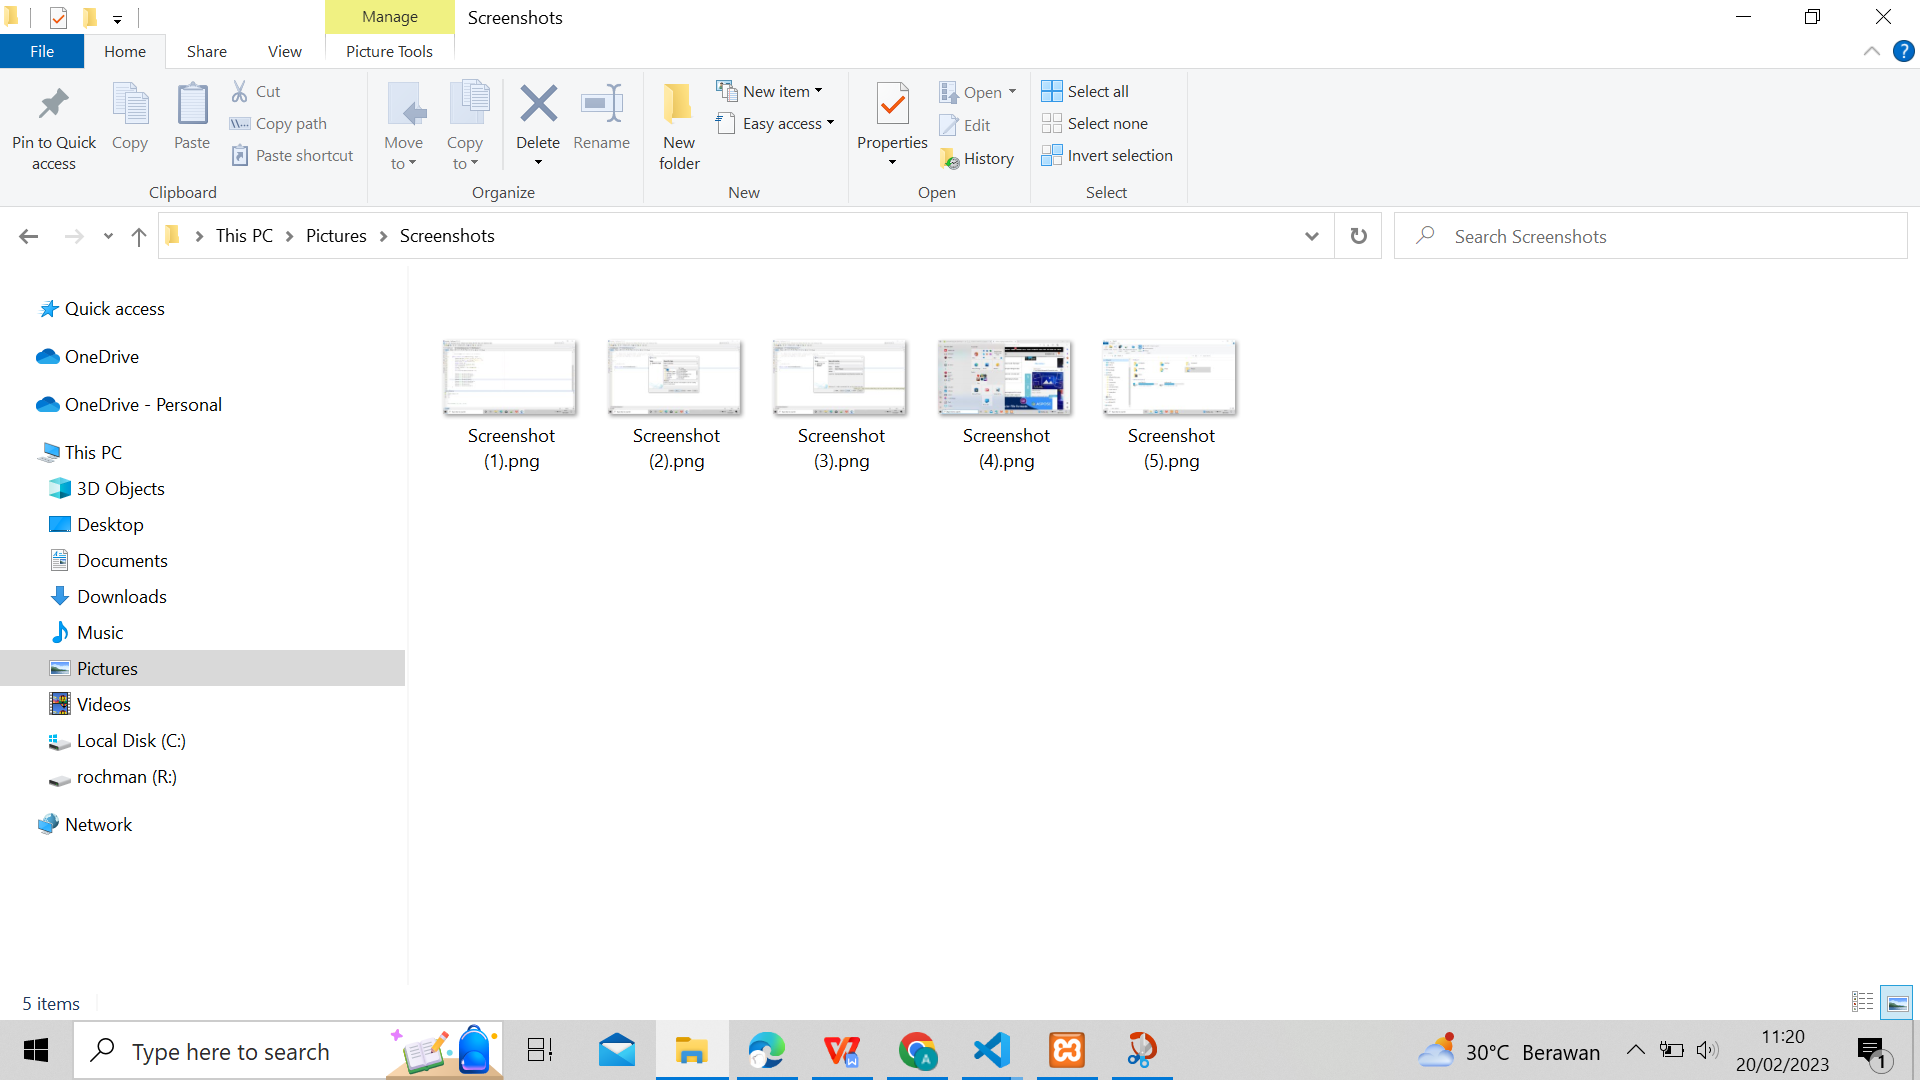 Manage
Screenshots
File
Home
Share
View
Picture Tools
?
Pin to Quick
access
Copy
Paste
Cut
Copy path
Paste shortcut
Clipboard
Move
to
Copy
to
Delete
Rename
Organize
New
folder
New item
Easy access
New
Properties
Open
Edit
History
Open
Select all
Select none
Invert selection
Select
This PC
Pictures
Screenshots
Search Screenshots
Quick access
OneDrive
OneDrive - Personal
This PC
3D Objects
Desktop
Documents
Downloads
Music
Pictures
Videos
Local Disk (C:)
rochman (R:)
Network
Screenshot
(1).png
Screenshot
(2).png
Screenshot
(3).png
Screenshot
(4).png
Screenshot
(5).png
5 items
Type here to search
A
30°C Berawan
11:20
20/02/2023
1